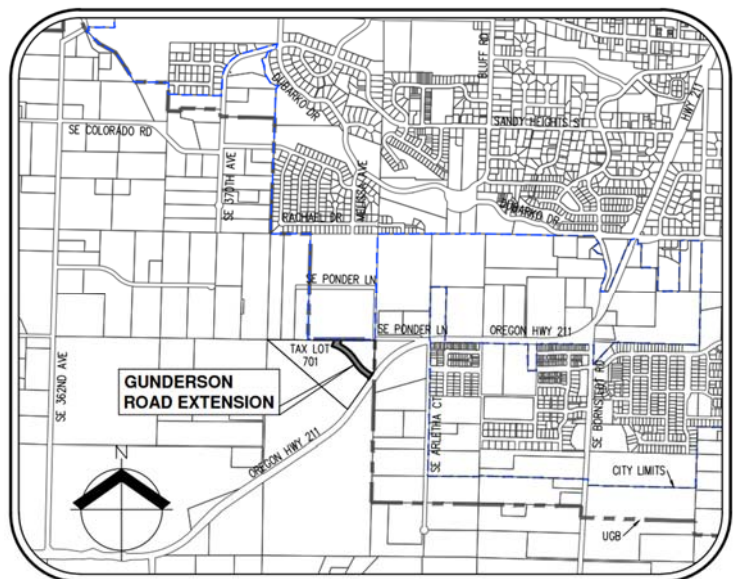 BLUFF RD
HWY 211
DUBARKO DR
SANDY HEIGHTS ST
SE COLORADO RD
SE 370TH AVE
MELISSA AVE
RACHAEL DR
DUBARKO DR
SE PONDER LN
SE PONDER LN
OREGON HWY 211
TAX LOT
701
SE 362ND AVE
GUNDERSON
ROAD EXTENSION
SE BORNSTEDT RD
SE ARLETHA CT
OREGON HWY 211
N
CITY LIMITS
UGB